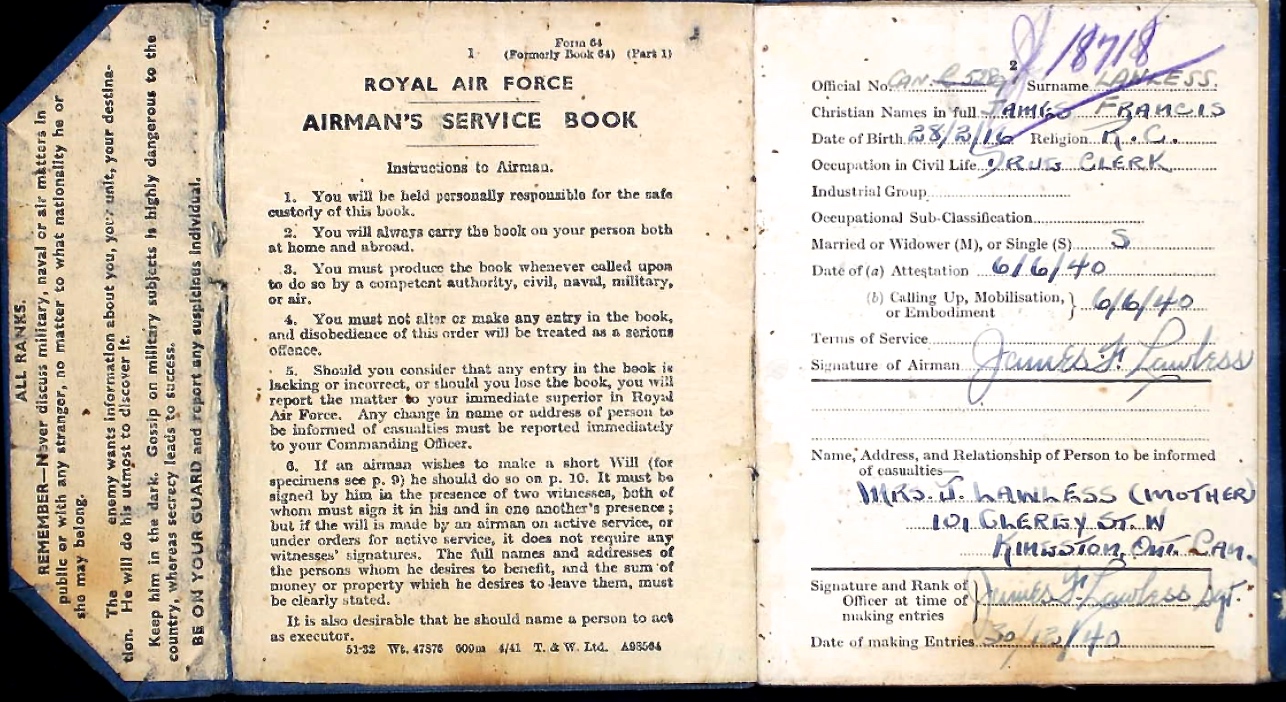 ALL RANKS.
REMEMBER—Never discuss military, naval or air matters in
public or with any stranger, no matter to what nationality he or
she may belong.
The enemy wants information about you, your unit, your destina-
tion. He will do his utmost to discover it.
Keep him in the dark. Gossip on military subjects is highly dangerous to the
country, whereas secrecy leads to success.
BE ON YOUR GUARD and report any suspicious individual.
1
Form 64
(Formerly Book 64) (Part 1)
ROYAL AIR FORCE
AIRMAN'S SERVICE BOOK
Instructions to Airman.
1. You will be held personally responsible for the safe
custody of this book.
2. You will always carry the book on your person both
at home and abroad.
3. You must produce the book whenever called upon
to do so by a competent authority, civil, naval, military,
or air.
4. You must not alter or make any entry in the book,
and disobedience of this order will be treated as a serious
offence.
5. Should you consider that any entry in the book is
lacking or incorrect, or should you lose the book, you will
report the matter to your immediate superior in Royal
Air Force. Any change in name or address of person to
be informed of casualties must be reported immediately
to your Commanding Officer.
6. If an airman wishes to make a short Will (for
specimens see p. 9) he should do so on p. 10. It must be
signed by him in the presence of two witnesses, both of
whom must sign it in his and in one another's presence;
but if the will is made by an airman on active service, or
under orders for active service, it does not require any
witnesses' signatures. The full names and addresses of
the persons whom he desires to benefit, and the sum of
money or property which he desires to leave them, must
be clearly stated.
It is also desirable that he should name a person to act
as executor.
51-32 Wt. 47876 600m 4/41 T. & W. Ltd. A98564
J 18718
2
Official No. CAN. Surname LAWLESS.
Christian Names in full JAMES FRANCIS
Date of Birth 28/2/16 Religion R.C.
Occupation in Civil Life DRUG CLERK
Industrial Group
Occupational Sub-Classification
Married or Widower (M), or Single (S) S
Date of (a) Attestation 6/6/40
(b) Calling Up, Mobilisation, or Embodiment } 6/6/40
Terms of Service
Signature of Airman James F. Lawless
Name, Address, and Relationship of Person to be informed
of casualties—
MRS. J. LAWLESS (MOTHER)
101 CLERGY ST. W
KINGSTON, ONT. CAN.
Signature and Rank of Officer at time of making entries } James F. Lawless Sgt.
Date of making Entries 30/12/40